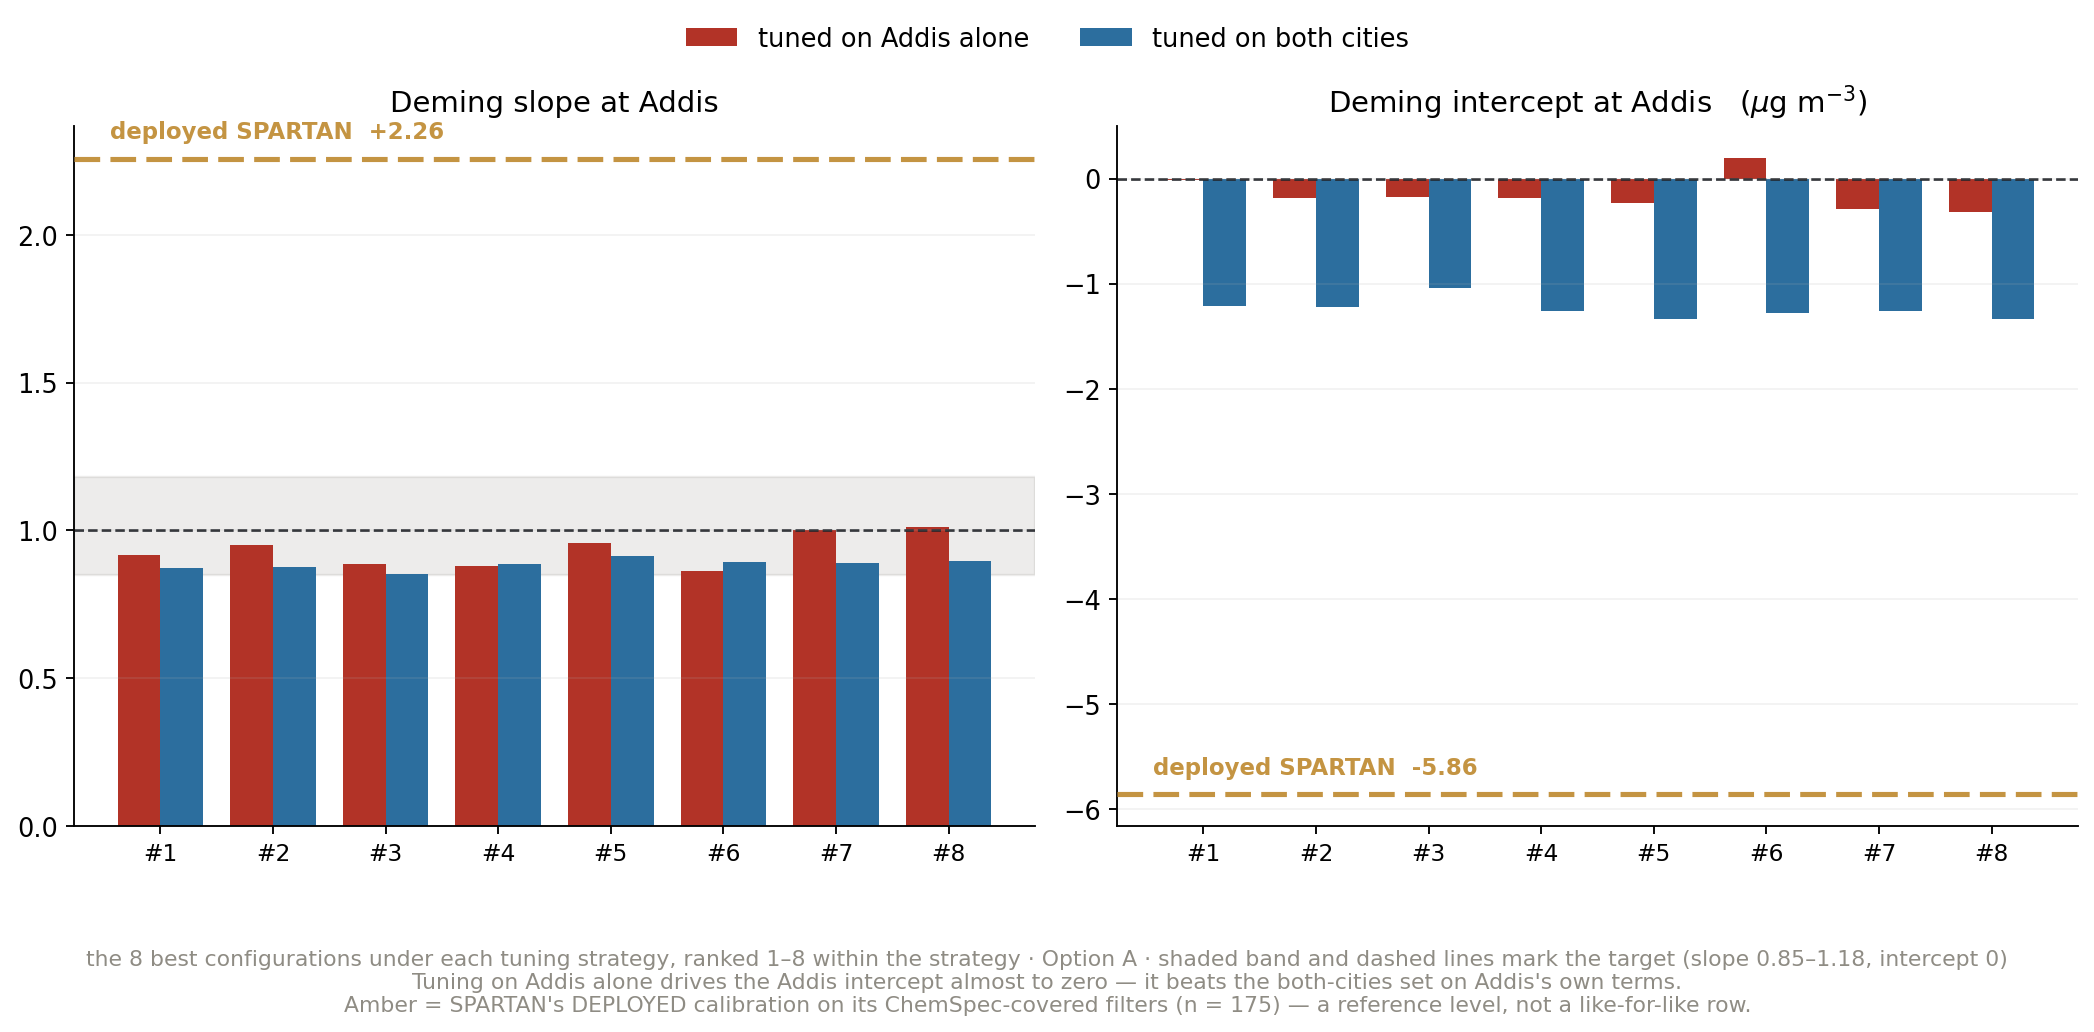 tuned on Addis alone
tuned on both cities
Deming slope at Addis
deployed SPARTAN +2.26
2.0
1.5
1.0
0.5
0.0
#1 #2 #3 #4 #5 #6 #7 #8
Deming intercept at Addis (μg m⁻³)
0
−1
−2
−3
−4
−5
−6
deployed SPARTAN -5.86
#1 #2 #3 #4 #5 #6 #7 #8
the 8 best configurations under each tuning strategy, ranked 1–8 within the strategy · Option A · shaded band and dashed lines mark the target (slope 0.85–1.18, intercept 0)
Tuning on Addis alone drives the Addis intercept almost to zero — it beats the both-cities set on Addis's own terms.
Amber = SPARTAN's DEPLOYED calibration on its ChemSpec-covered filters (n = 175) — a reference level, not a like-for-like row.